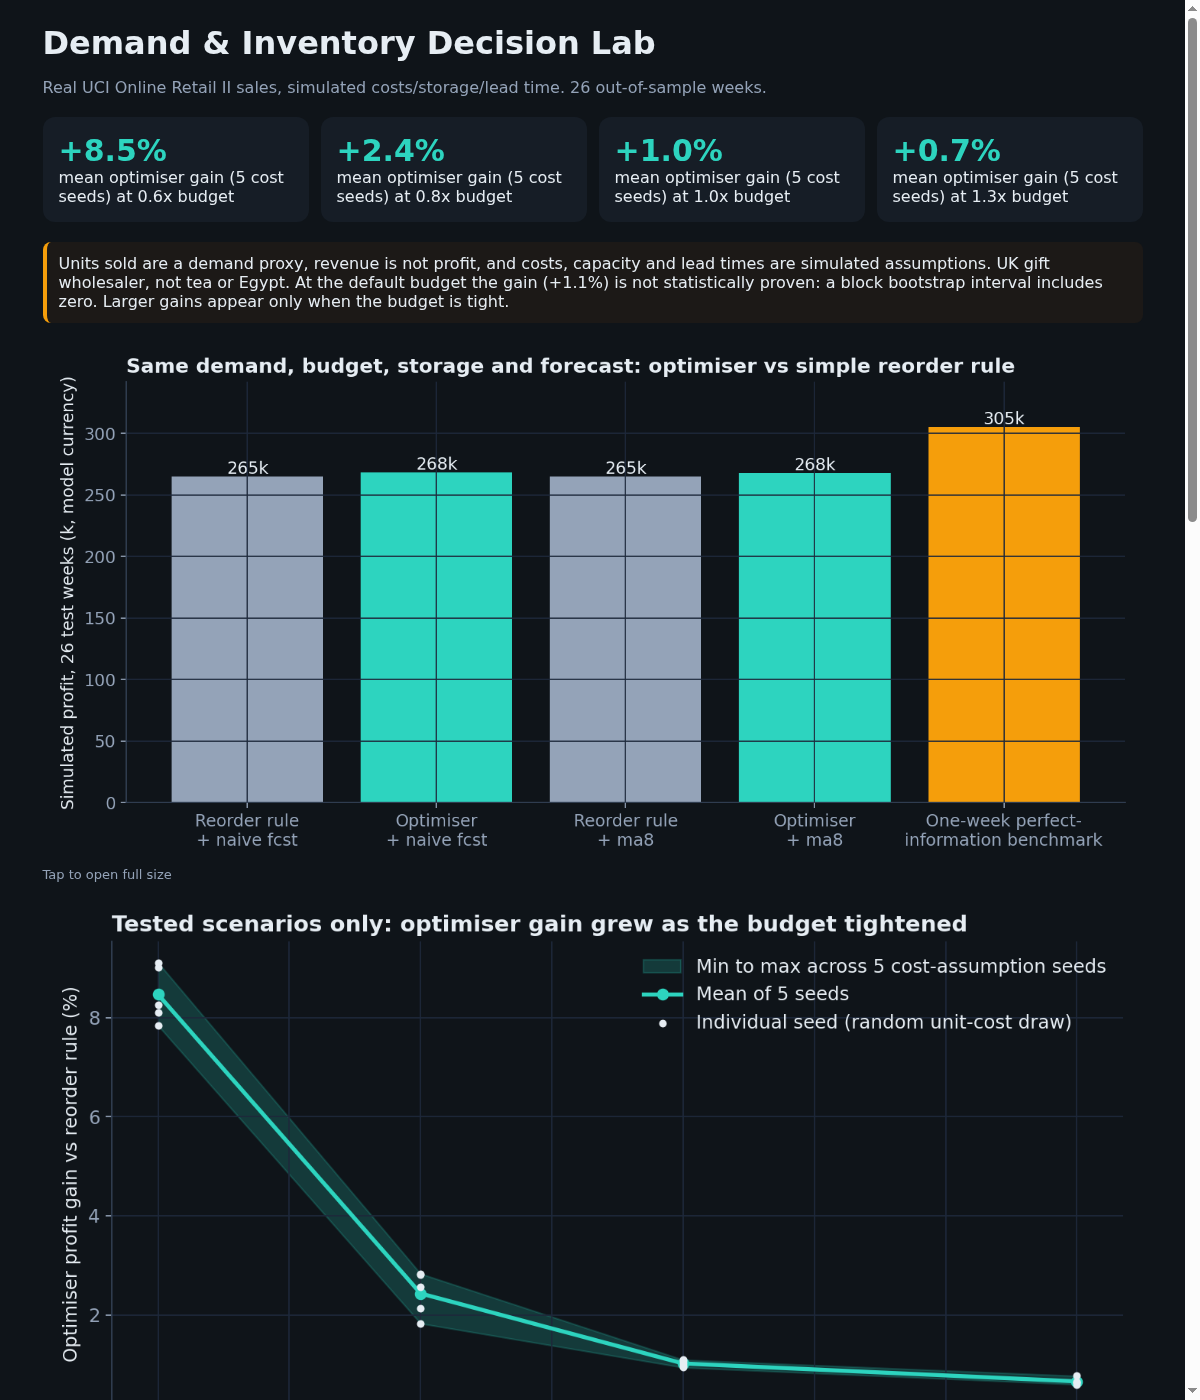 Demand & Inventory Decision Lab
Real UCI Online Retail II sales, simulated costs/storage/lead time. 26 out-of-sample weeks.
+8.5%
mean optimiser gain (5 cost
seeds) at 0.6x budget
+2.4%
mean optimiser gain (5 cost
seeds) at 0.8x budget
+1.0%
mean optimiser gain (5 cost
seeds) at 1.0x budget
+0.7%
mean optimiser gain (5 cost
seeds) at 1.3x budget
Units sold are a demand proxy, revenue is not profit, and costs, capacity and lead times are simulated assumptions. UK gift
wholesaler, not tea or Egypt. At the default budget the gain (+1.1%) is not statistically proven: a block bootstrap interval includes
zero. Larger gains appear only when the budget is tight.
Same demand, budget, storage and forecast: optimiser vs simple reorder rule
Simulated profit, 26 test weeks (k, model currency)
300
250
200
150
100
50
0
265k
268k
265k
268k
305k
Reorder rule
+ naive fcst
Optimiser
+ naive fcst
Reorder rule
+ ma8
Optimiser
+ ma8
One-week perfect-
information benchmark
Tap to open full size
Tested scenarios only: optimiser gain grew as the budget tightened
Optimiser profit gain vs reorder rule (%)
8
6
4
2
Min to max across 5 cost-assumption seeds
Mean of 5 seeds
Individual seed (random unit-cost draw)